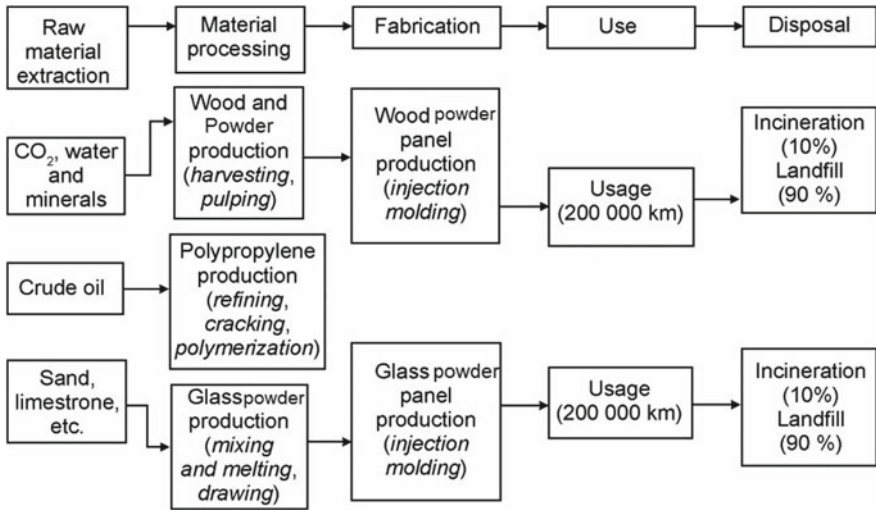 Raw
material
extraction
Material
processing
Fabrication
Use
Disposal
CO₂, water
and
minerals
Wood and
Powder
production
(harvesting,
pulping)
Wood powder
panel
production
(injection
molding)
Usage
(200 000 km)
Incineration
(10%)
Landfill
(90 %)
Crude oil
Polypropylene
production
(refining,
cracking,
polymerization)
Sand,
limestrone,
etc.
Glass powder
production
(mixing
and melting,
drawing)
Glass powder
panel
production
(injection
molding)
Usage
(200 000 km)
Incineration
(10%)
Landfill
(90 %)